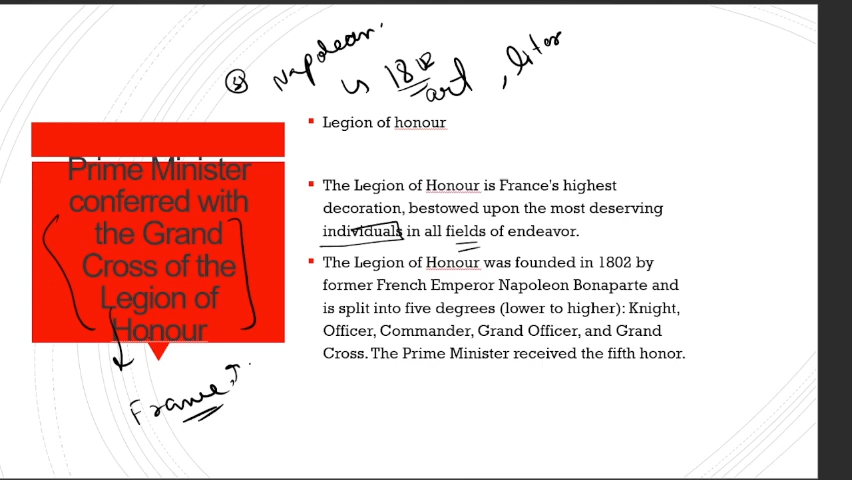 Napolean
1802
art, liter
Legion of honour
Prime Minister
conferred with
the Grand
Cross of the
Legion of
Honour
The Legion of Honour is France's highest
decoration, bestowed upon the most deserving
individuals in all fields of endeavor.
The Legion of Honour was founded in 1802 by
former French Emperor Napoleon Bonaparte and
is split into five degrees (lower to higher): Knight,
Officer, Commander, Grand Officer, and Grand
Cross. The Prime Minister received the fifth honor.
France